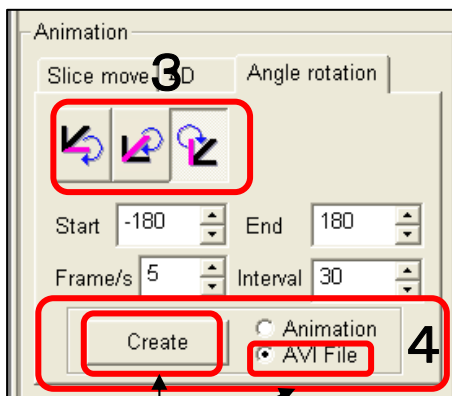 Animation
Slice move
D
3
Angle rotation
Start -180 End 180
Frame/s 5 Interval 30
Create
Animation
AVI File
4